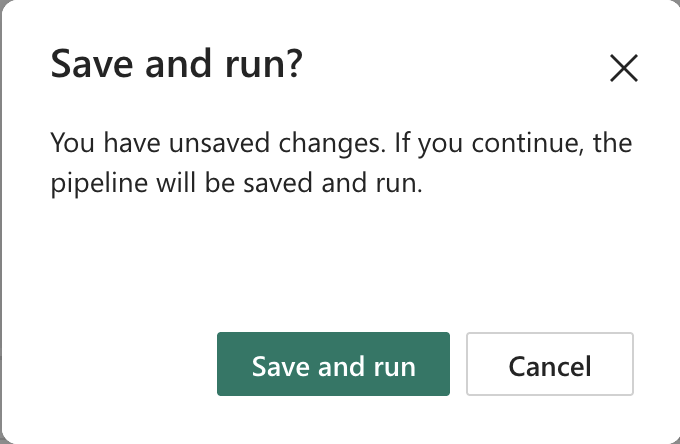 Save and run?
You have unsaved changes. If you continue, the
pipeline will be saved and run.
Save and run
Cancel